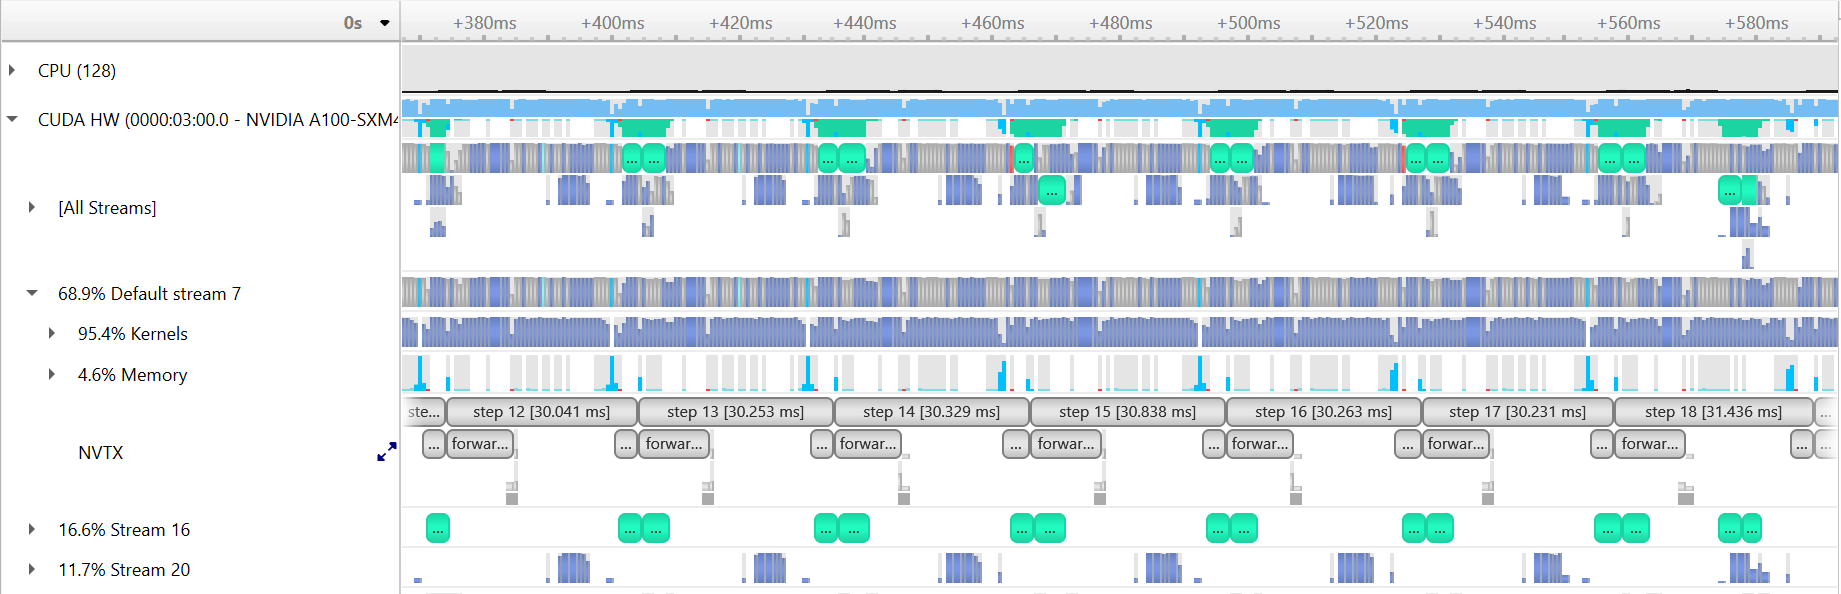 0s +380ms +400ms +420ms +440ms +460ms +480ms +500ms +520ms +540ms +560ms +580ms
CPU (128)
CUDA HW (0000:03:00.0 - NVIDIA A100-SXM4
[All Streams]
... ... ... ... ... ... ... ... ... ... ...
... ...
68.9% Default stream 7
95.4% Kernels
4.6% Memory
ste... step 12 [30.041 ms] step 13 [30.253 ms] step 14 [30.329 ms] step 15 [30.838 ms] step 16 [30.263 ms] step 17 [30.231 ms] step 18 [31.436 ms] ...
NVTX
... forwar... ... forwar... ... forwar... ... forwar... ... forwar... ... forwar... ... forwar... ... ...
16.6% Stream 16
... ... ... ... ... ... ... ... ... ... ... ... ... ... ...
11.7% Stream 20